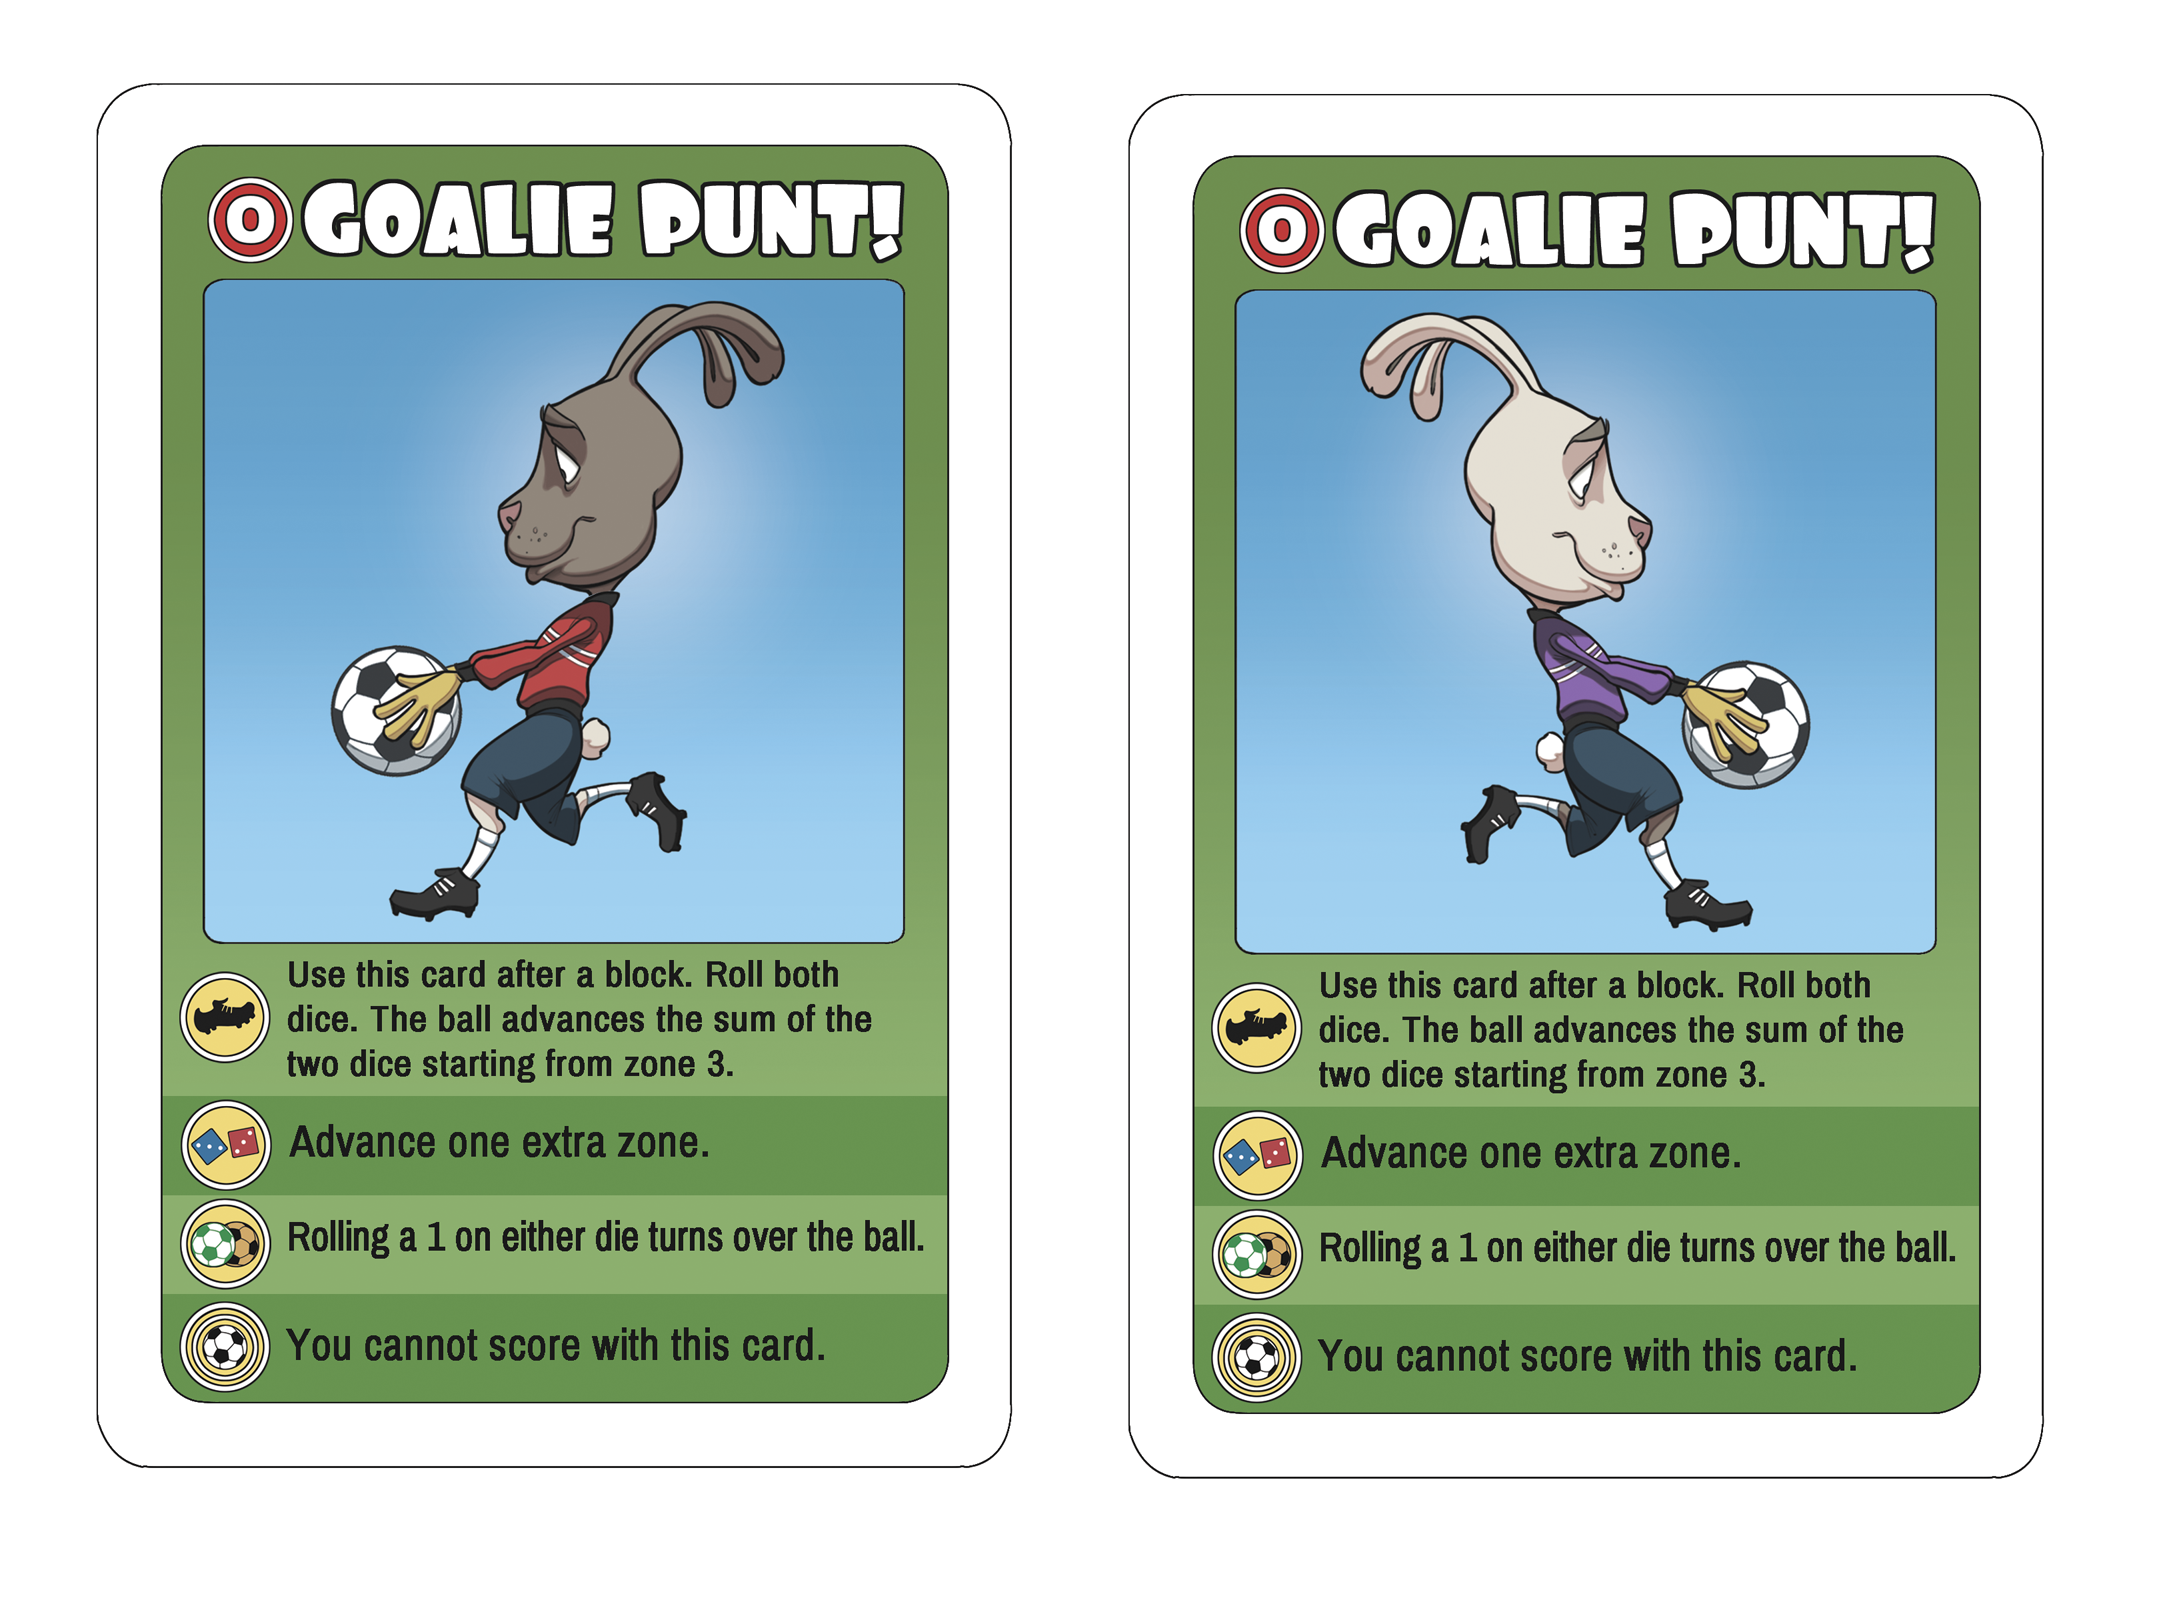 O GOALIE PUNT!
Use this card after a block. Roll both
dice. The ball advances the sum of the
two dice starting from zone 3.
Advance one extra zone.
Rolling a 1 on either die turns over the ball.
You cannot score with this card.
O GOALIE PUNT!
Use this card after a block. Roll both
dice. The ball advances the sum of the
two dice starting from zone 3.
Advance one extra zone.
Rolling a 1 on either die turns over the ball.
You cannot score with this card.